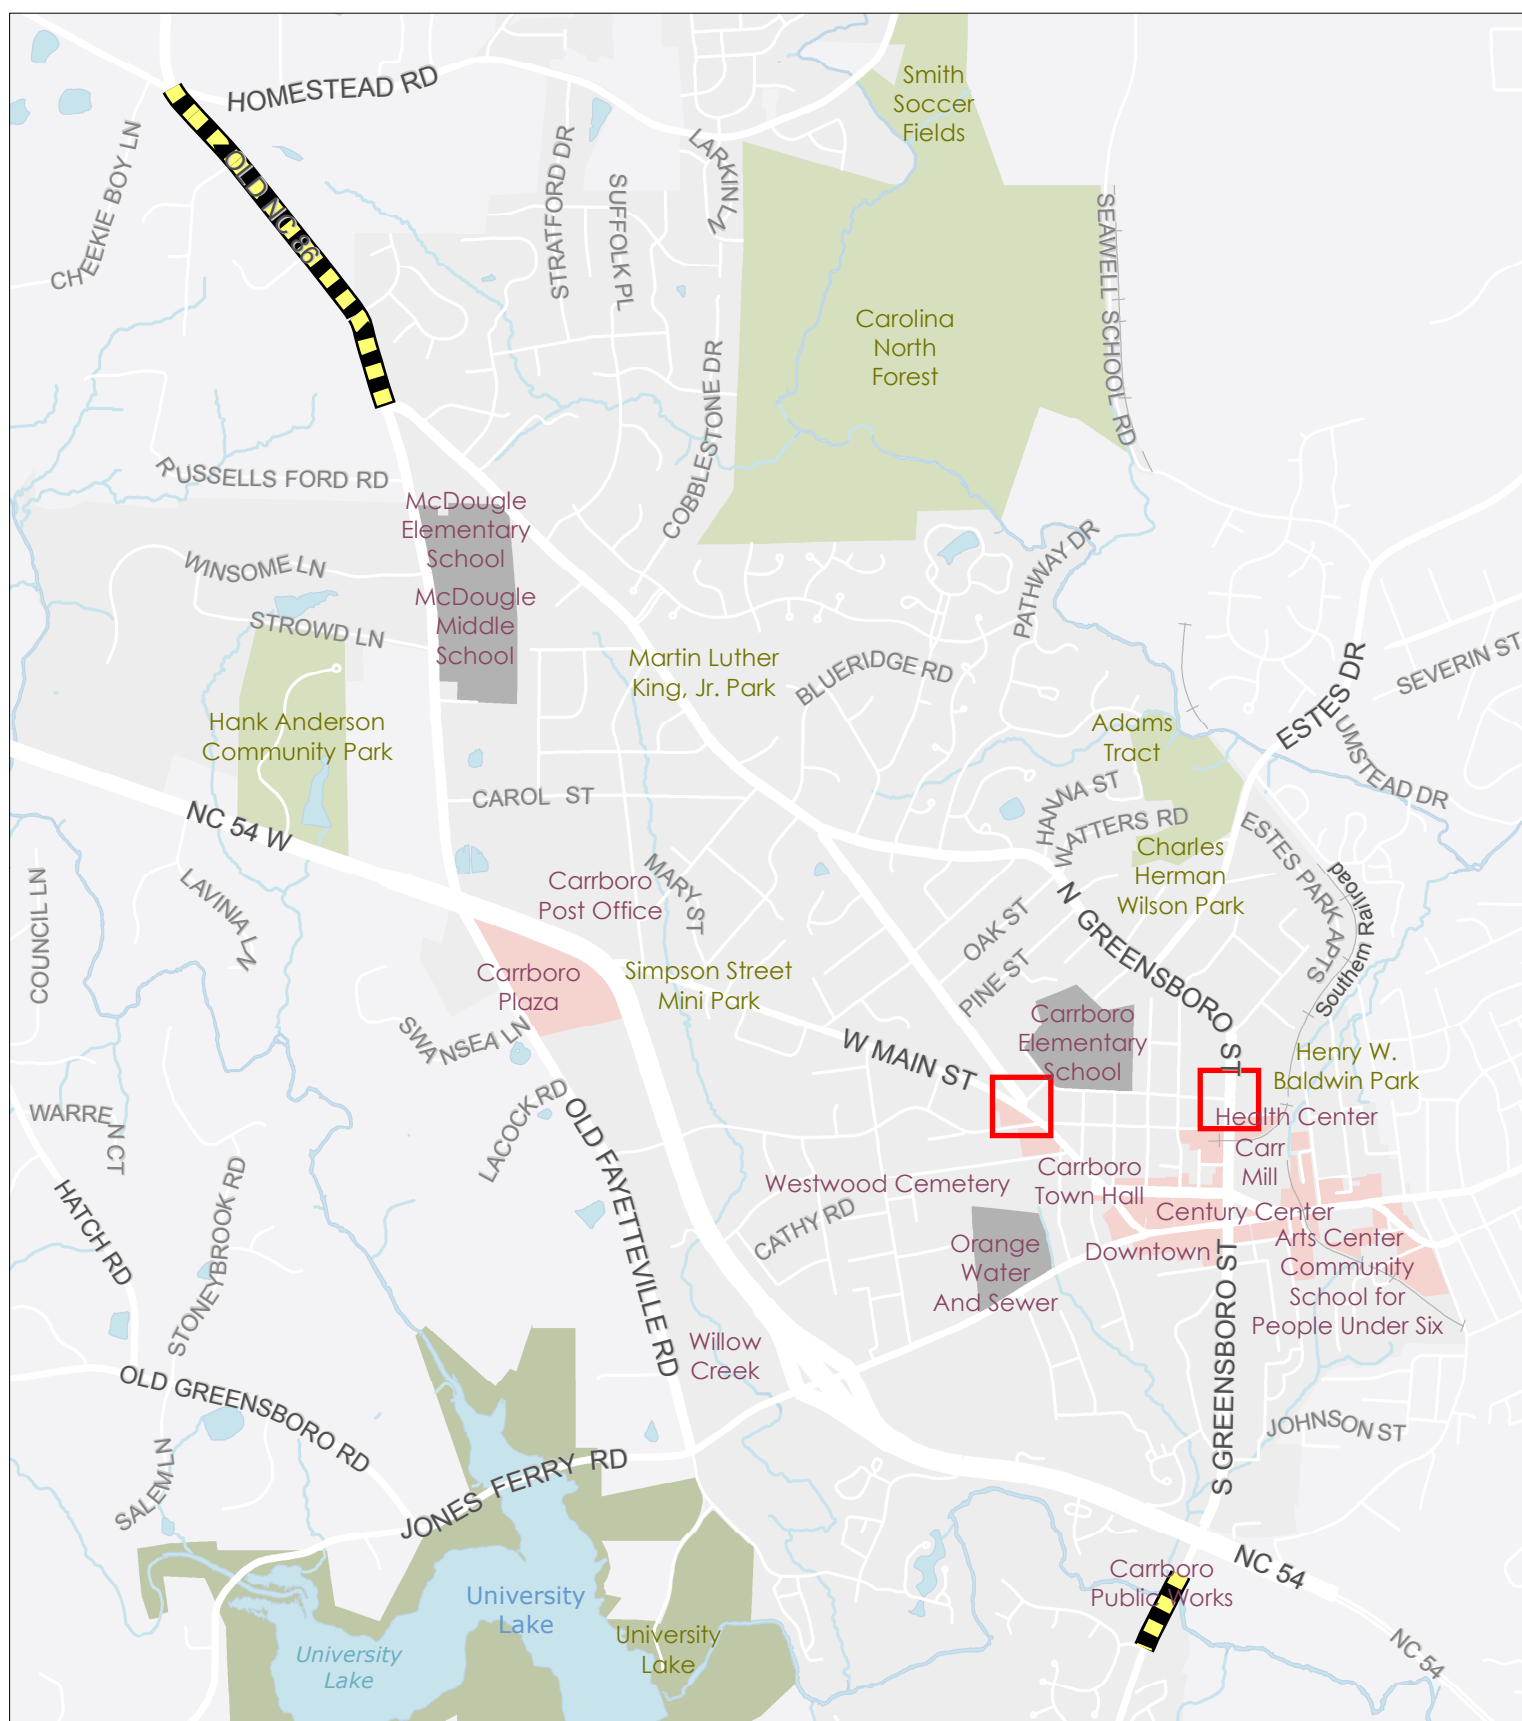 HOMESTEAD RD
Smith
Soccer
Fields
CHEEKIE BOY LN
OLD NC 86
STRATFORD DR
SUFFOLK PL
LARKIN LN
SEAWELL SCHOOL RD
Carolina
North
Forest
COBBLESTONE DR
RUSSELLS FORD RD
McDougle
Elementary
School
WINSOME LN
McDougle
Middle
School
STROWD LN
PATHWAY DR
Martin Luther
King, Jr. Park
BLUERIDGE RD
SEVERIN ST
ESTES DR
UMSTEAD DR
Hank Anderson
Community Park
Adams
Tract
CAROL ST
HANNA ST
WATTERS RD
NC 54 W
ESTES PARK APTS
Charles
Herman
Wilson Park
COUNCIL LN
LAVINIA LN
Carrboro
Post Office
MARY ST
OAK ST
N GREENSBORO ST
Southern Railroad
Carrboro
Plaza
Simpson Street
Mini Park
PINE ST
SWANSEA LN
W MAIN ST
Carrboro
Elementary
School
Henry W.
Baldwin Park
WARREN CT
LACOCK RD
OLD FAYETTEVILLE RD
Health Center
Carr
Mill
HATCH RD
STONEYBROOK RD
Westwood Cemetery
Carrboro
Town Hall
CATHY RD
Century Center
Orange
Water
And Sewer
Downtown
Arts Center
Community
School for
People Under Six
S GREENSBORO ST
Willow
Creek
OLD GREENSBORO RD
JOHNSON ST
SALEM LN
JONES FERRY RD
NC 54
Carrboro
Public Works
University
Lake
University
Lake
University
Lake
NC 54